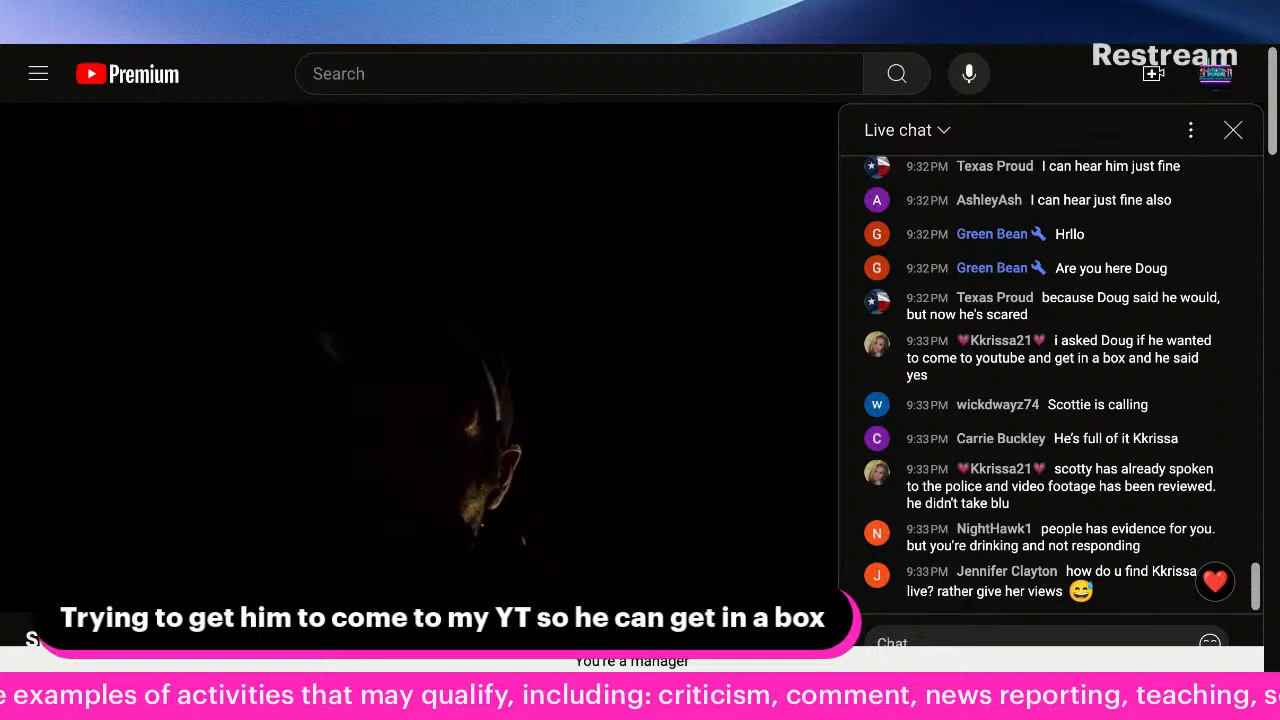 Restream
Premium
Search
Live chat
9:32 PM Texas Proud I can hear him just fine
A 9:32 PM AshleyAsh I can hear just fine also
G 9:32 PM Green Bean Hrllo
G 9:32 PM Green Bean Are you here Doug
9:32 PM Texas Proud because Doug said he would,
but now he's scared
9:33 PM 💗Kkrissa21💗 i asked Doug if he wanted
to come to youtube and get in a box and he said
yes
W 9:33 PM wickdwayz74 Scottie is calling
C 9:33 PM Carrie Buckley He's full of it Kkrissa
9:33 PM 💗Kkrissa21💗 scotty has already spoken
to the police and video footage has been reviewed.
he didn't take blu
N 9:33 PM NightHawk1 people has evidence for you.
but you're drinking and not responding
J 9:33 PM Jennifer Clayton how do u find Kkrissa
live? rather give her views 😅
Chat
Trying to get him to come to my YT so he can get in a box
You're a manager
e examples of activities that may qualify, including: criticism, comment, news reporting, teaching, s